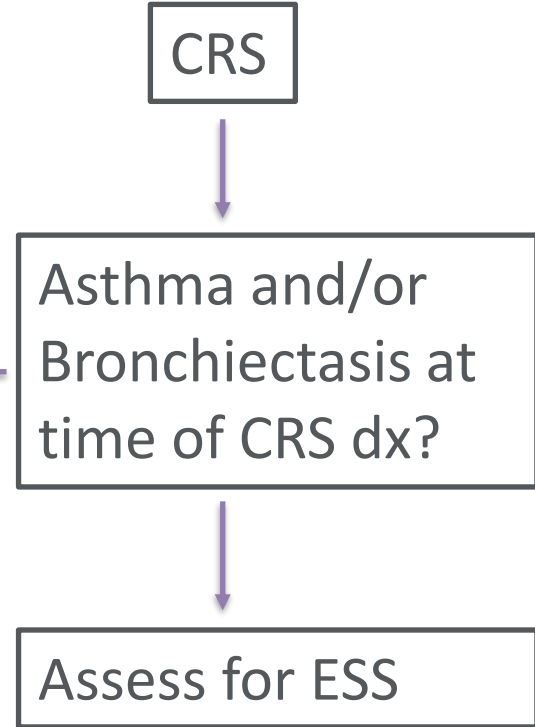 CRS
Asthma and/or
Bronchiectasis at
time of CRS dx?
Assess for ESS